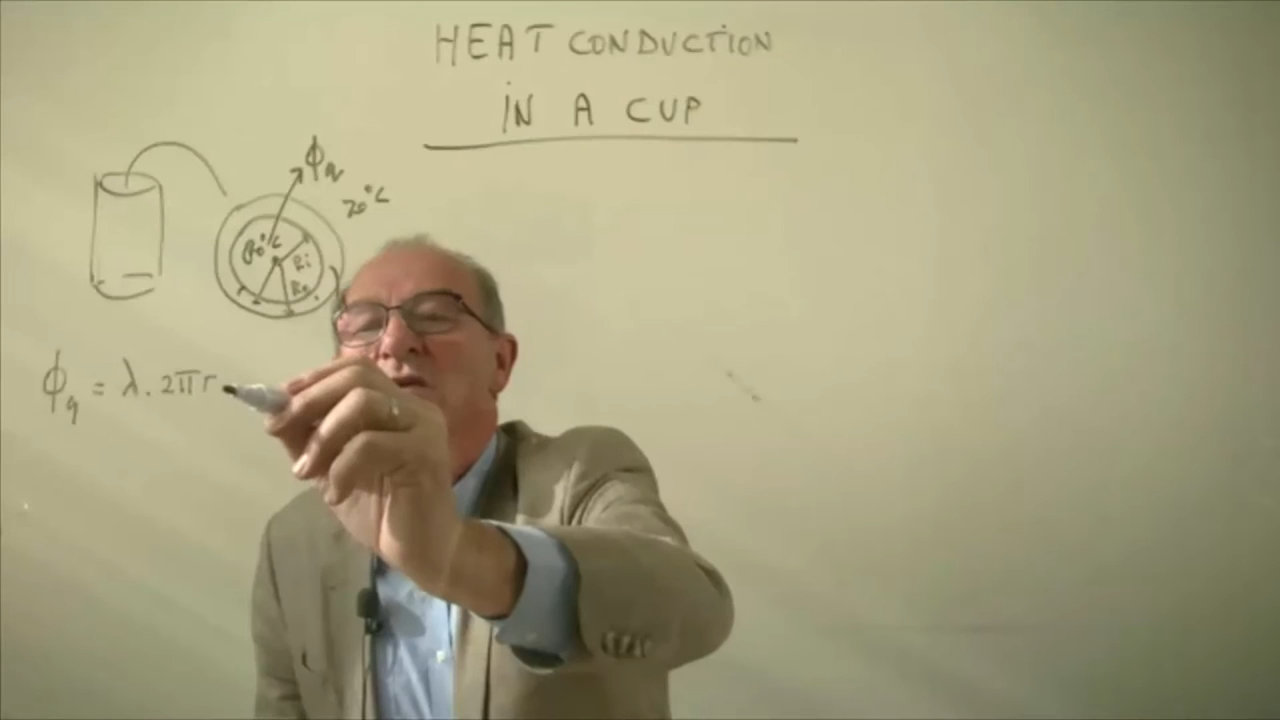 HEAT CONDUCTION
IN A CUP
ϕq
20°C
80°C
Ri
Ro
ϕq = λ. 2πr